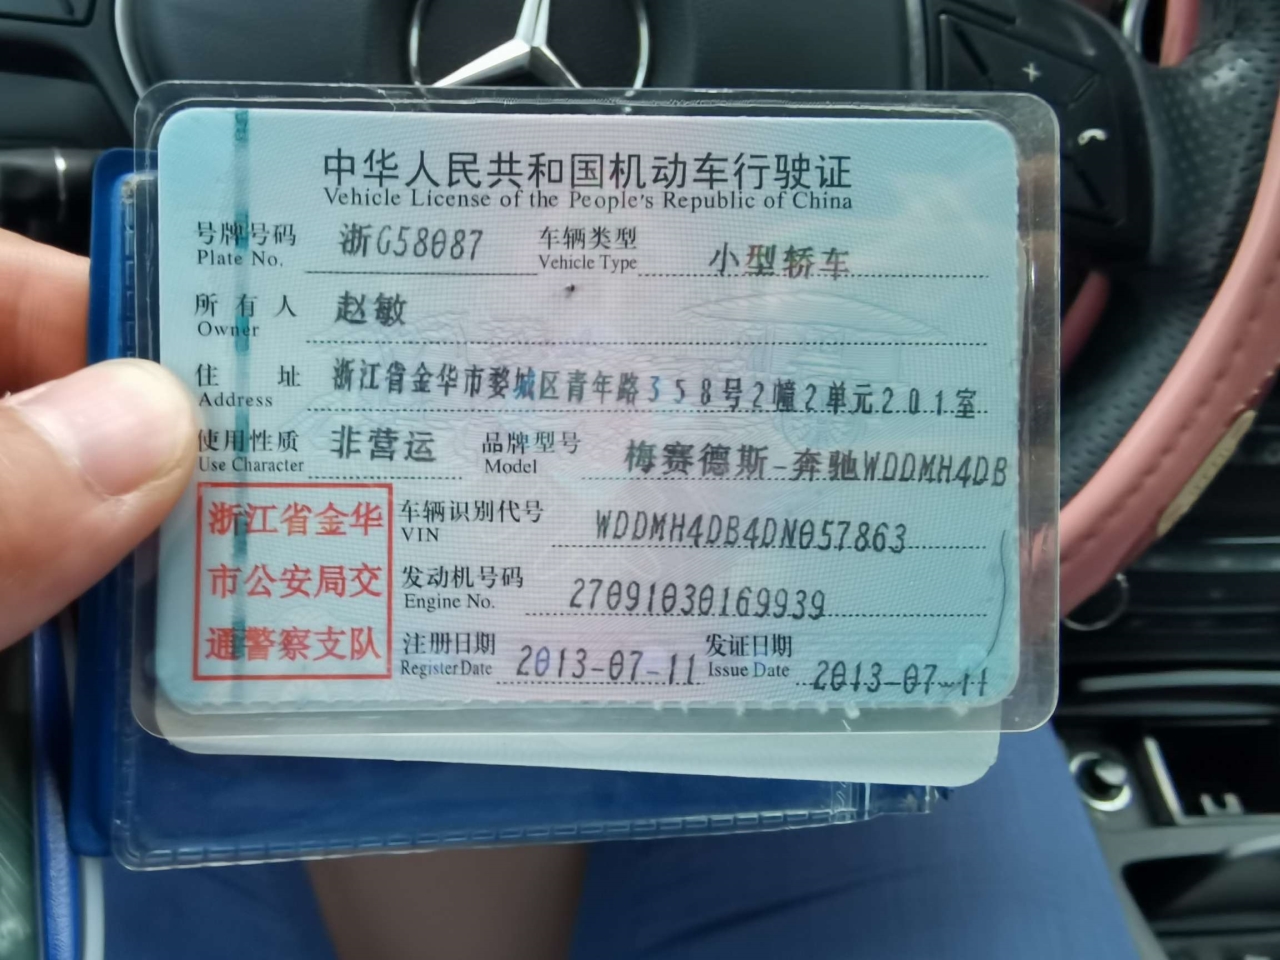 中华人民共和国机动车行驶证
Vehicle License of the People's Republic of China
号牌号码 浙G58087 车辆类型 小型轿车
Plate No. Vehicle Type
所有人 赵敏
Owner
住址 浙江省金华市婺城区青年路358号2幢2单元201室
Address
使用性质 非营运 品牌型号 梅赛德斯-奔驰WDDMH4DB
Use Character Model
浙江省金华
市公安局交
通警察支队
车辆识别代号 WDDMH4DB4DN057863
VIN
发动机号码 27091030169939
Engine No.
注册日期 2013-07-11 发证日期 2013-07-11
Register Date Issue Date